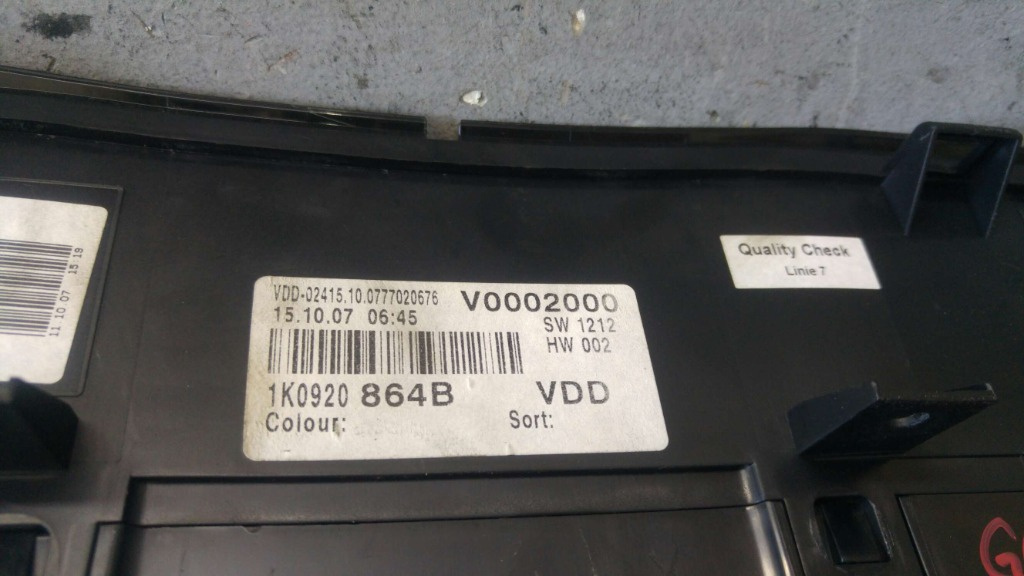 11 10 07 15:19
VDD-02415.10.0777020676 V0002000
15.10.07 06:45 SW 1212
HW 002
1K0920 864B VDD
Colour: Sort:
Quality Check
Linie 7